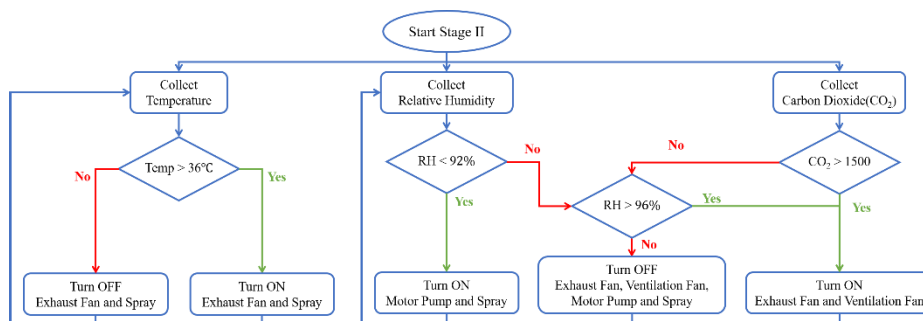 Start Stage II
Collect
Temperature
Collect
Relative Humidity
Collect
Carbon Dioxide(CO₂)
Temp > 36℃
RH < 92%
CO₂ > 1500
No
No
No
Yes
RH > 96%
Yes
Yes
Yes
No
Turn OFF
Exhaust Fan and Spray
Turn ON
Exhaust Fan and Spray
Turn ON
Motor Pump and Spray
Turn OFF
Exhaust Fan, Ventilation Fan,
Motor Pump and Spray
Turn ON
Exhaust Fan and Ventilation Fan